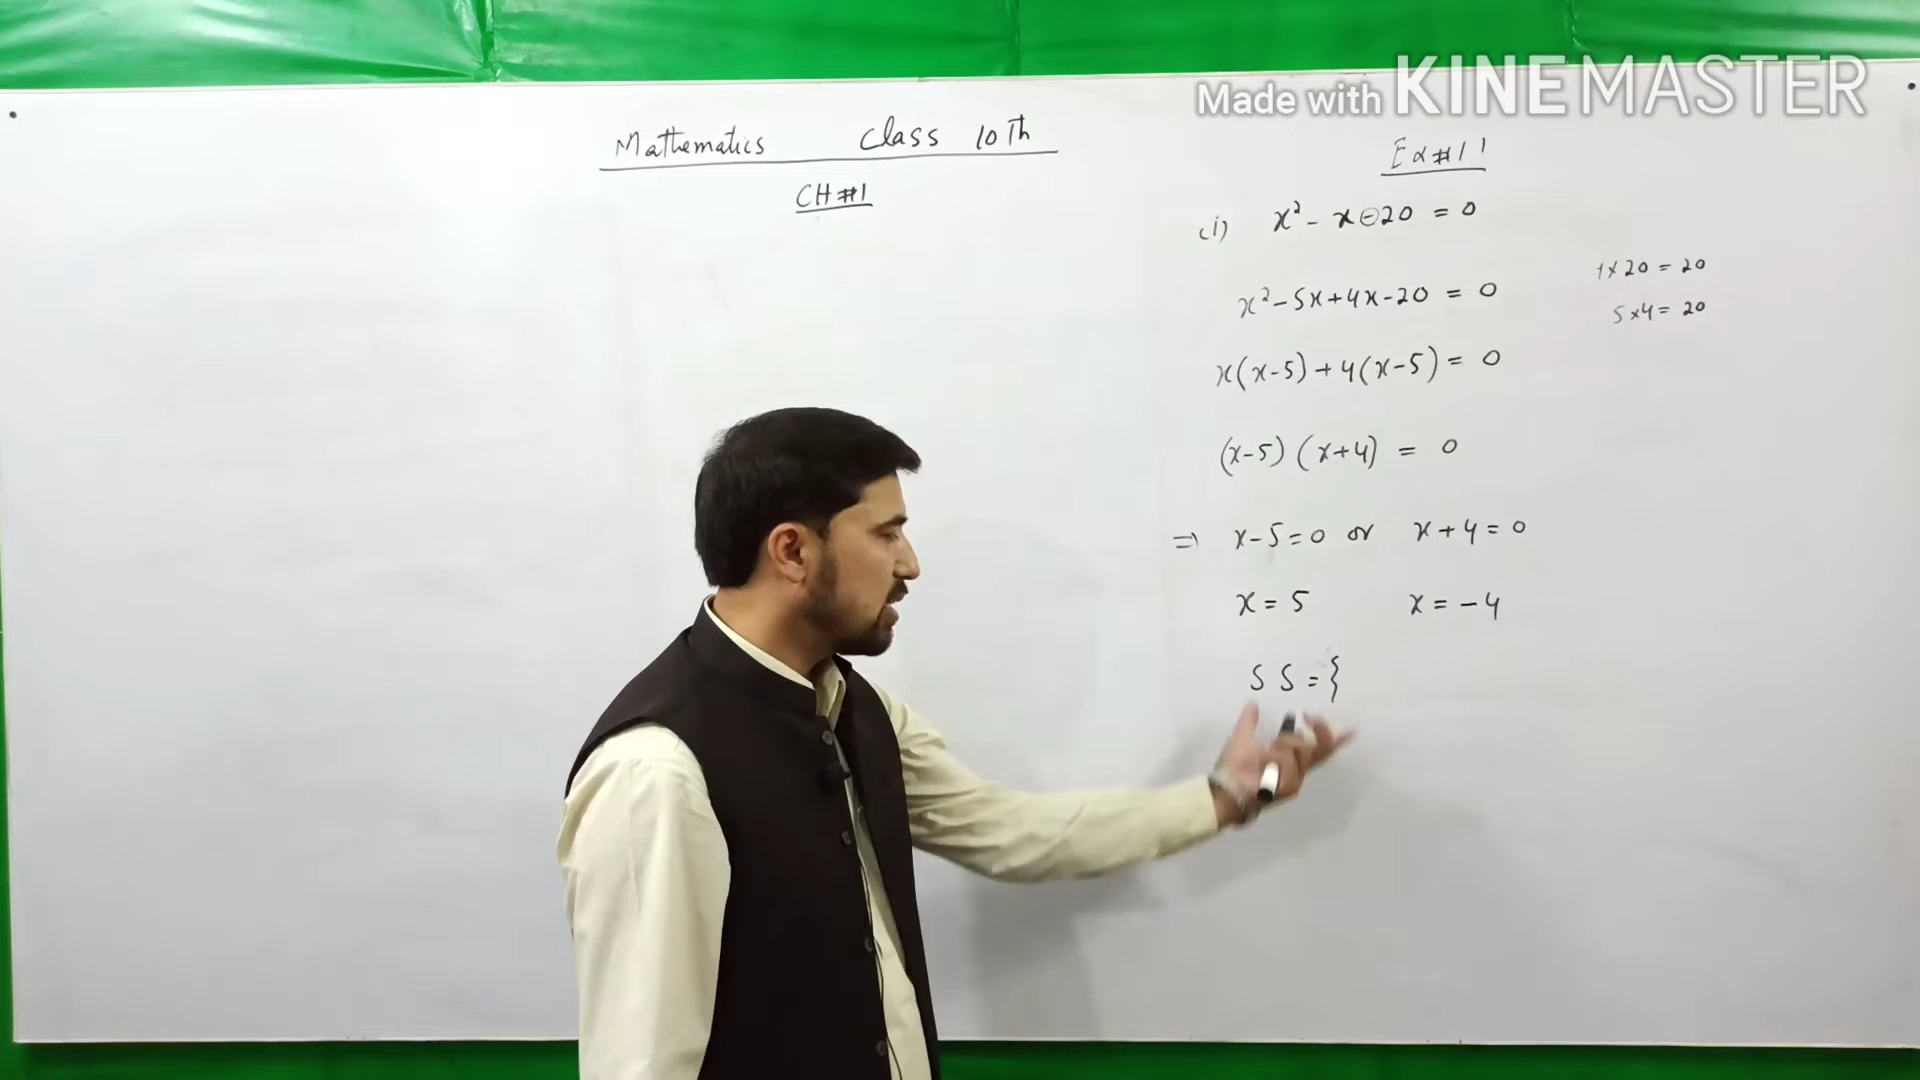 Made with KINEMASTER
Mathematics Class 10Th
CH#1
Ex#1 1
(i) x² - x - 20 = 0
x² - 5x + 4x - 20 = 0
1 x 20 = 20
5 x 4 = 20
x(x-5) + 4(x-5) = 0
(x-5) (x+4) = 0
⇒ x-5=0 or x+4=0
x = 5 x = -4
S S = {